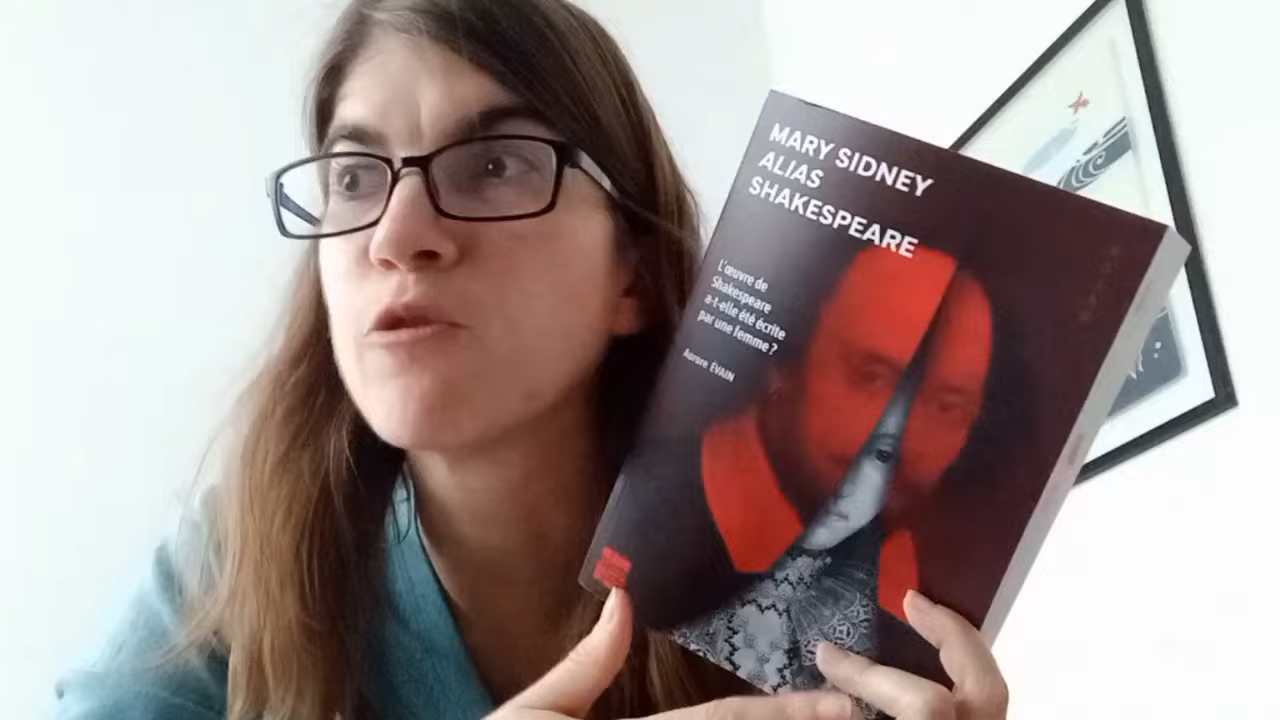 MARY SIDNEY
ALIAS
SHAKESPEARE
L'œuvre de
Shakespeare
a-t-elle été écrite
par une femme ?
Aurore ÉVAIN